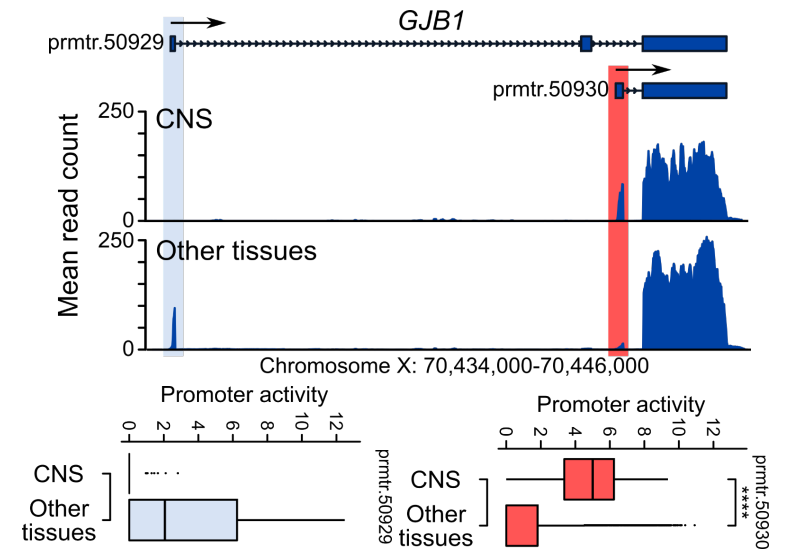 GJB1
prmtr.50929
prmtr.50930
250
CNS
0
Mean read count
250
Other tissues
0
Chromosome X: 70,434,000-70,446,000
Promoter activity
0 2 4 6 8 10 12
CNS
Other
tissues
prmtr.50929
Promoter activity
0 2 4 6 8 10 12
CNS
Other
tissues
****
prmtr.50930